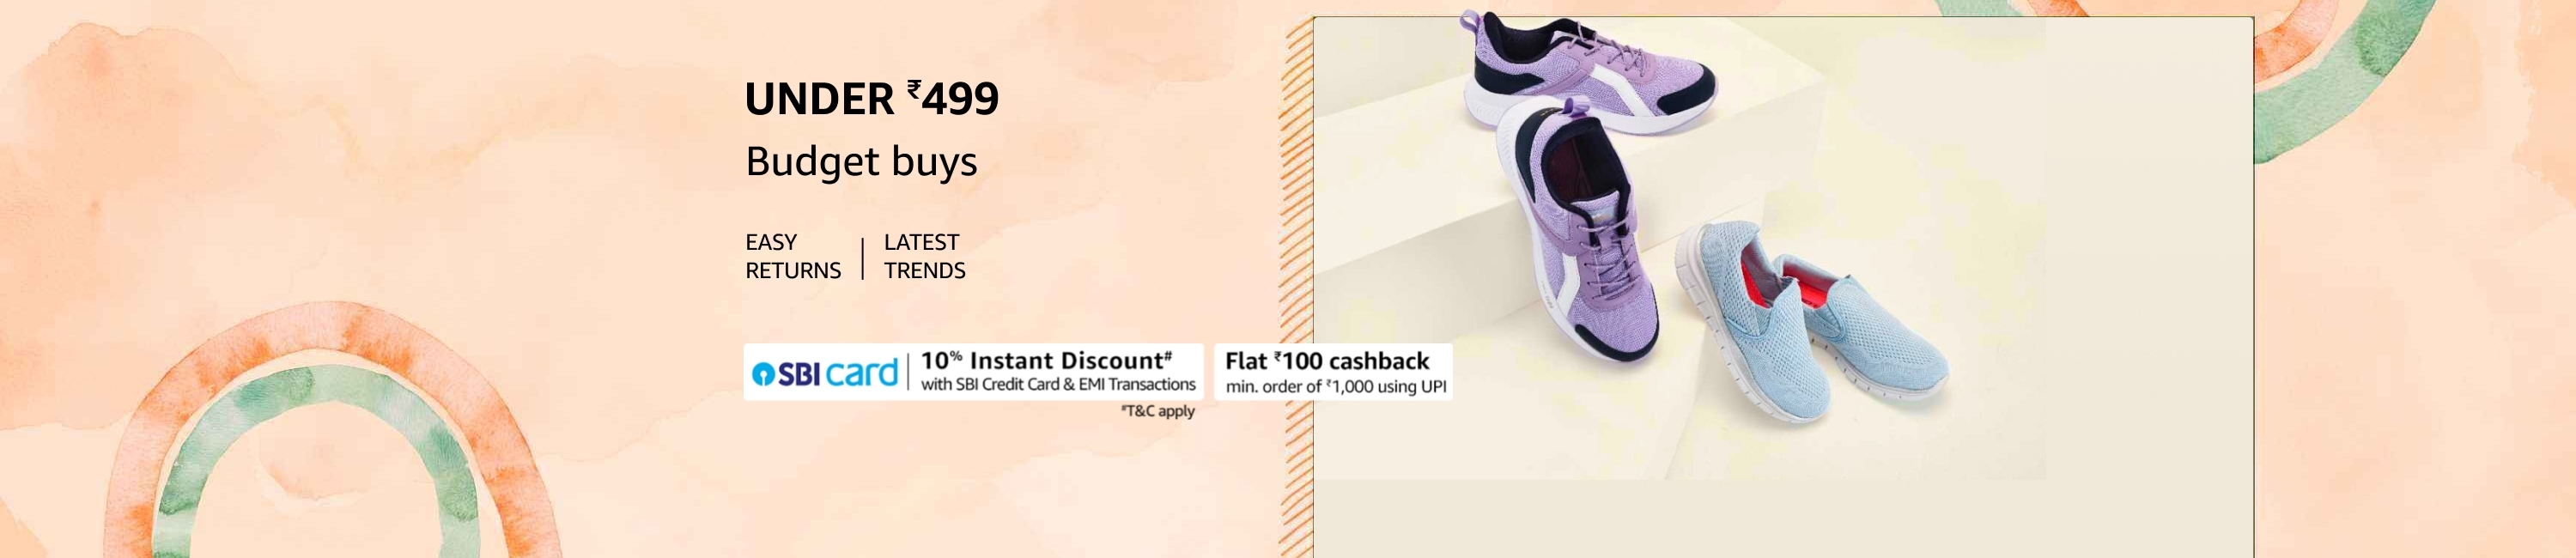 UNDER ₹499
Budget buys
EASY
RETURNS
LATEST
TRENDS
SBI card
10% Instant Discount#
with SBI Credit Card & EMI Transactions
#T&C apply
Flat ₹100 cashback
min. order of ₹1,000 using UPI